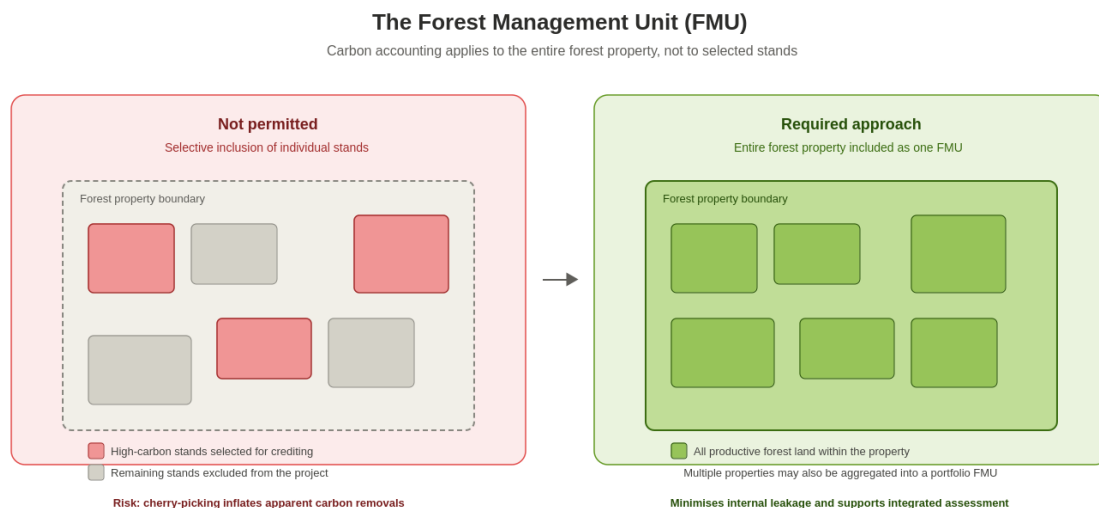 The Forest Management Unit (FMU)
Carbon accounting applies to the entire forest property, not to selected stands
Not permitted
Selective inclusion of individual stands
Forest property boundary
High-carbon stands selected for crediting
Remaining stands excluded from the project
Risk: cherry-picking inflates apparent carbon removals
Required approach
Entire forest property included as one FMU
Forest property boundary
All productive forest land within the property
Multiple properties may also be aggregated into a portfolio FMU
Minimises internal leakage and supports integrated assessment